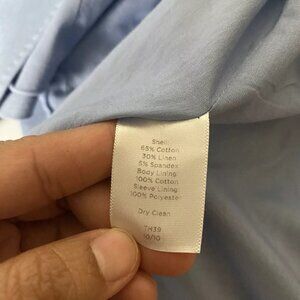 Shell:
65% Cotton
30% Linen
5% Spandex
Body Lining:
100% Cotton
Sleeve Lining:
100% Polyester
Dry Clean
TH39
10/10